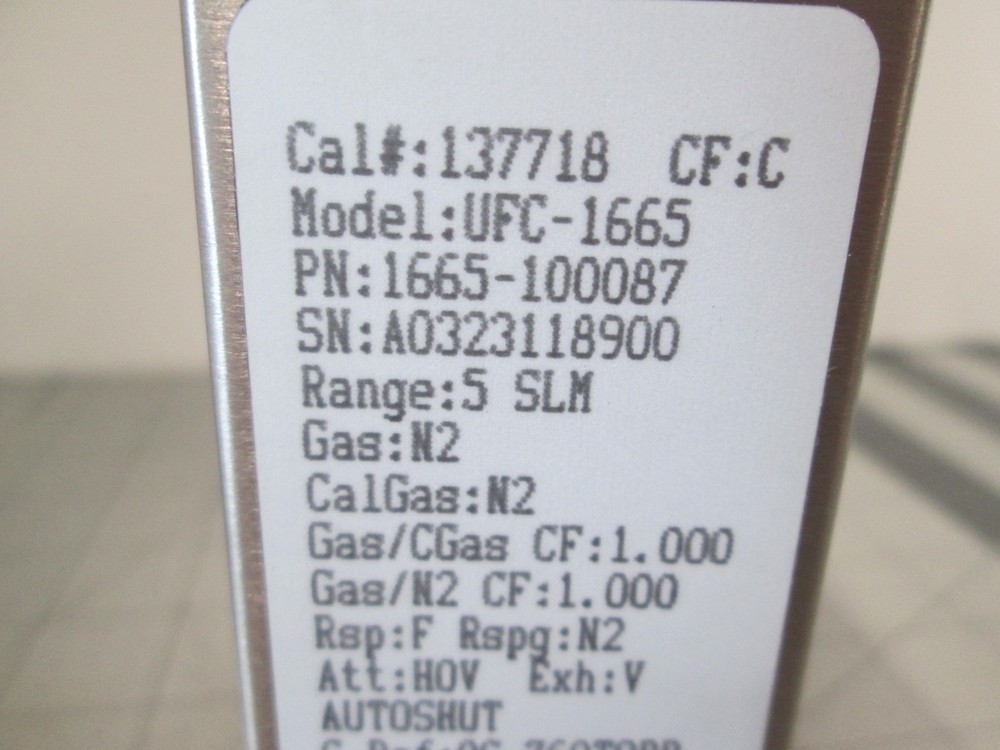 Cal#:137718 CF:C
Model:UFC-1665
PN:1665-100087
SN:A0323118900
Range:5 SLM
Gas:N2
CalGas:N2
Gas/CGas CF:1.000
Gas/N2 CF:1.000
Rsp:F Rspg:N2
Att:HOV Exh:V
AUTOSHUT